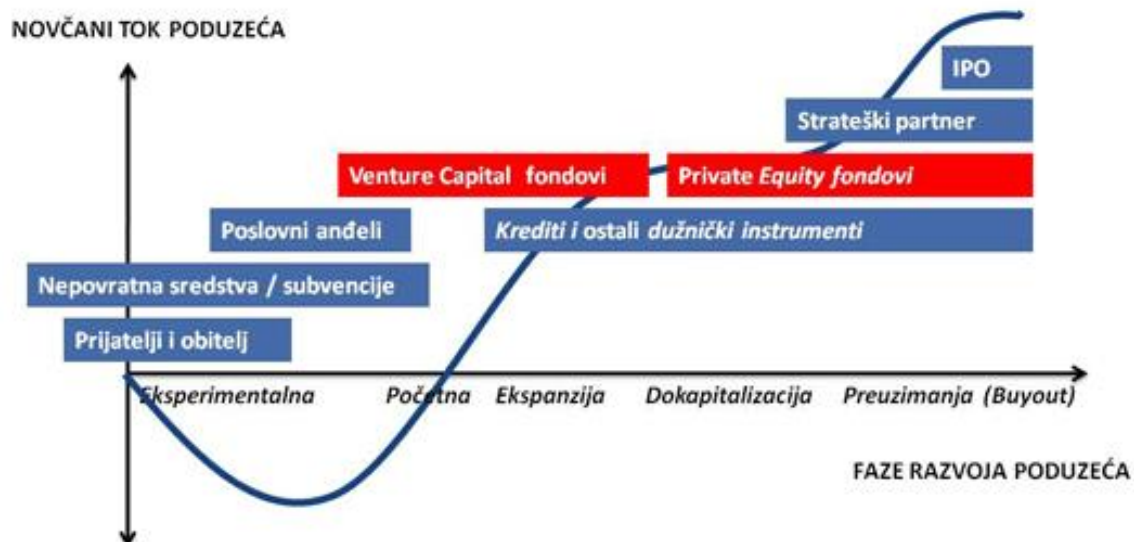 NOVČANI TOK PODUZEĆA
IPO
Strateški partner
Venture Capital fondovi
Private Equity fondovi
Poslovni anđeli
Krediti i ostali dužnički instrumenti
Nepovratna sredstva / subvencije
Prijatelji i obitelj
Eksperimentalna
Početna
Ekspanzija
Dokapitalizacija
Preuzimanja (Buyout)
FAZE RAZVOJA PODUZEĆA